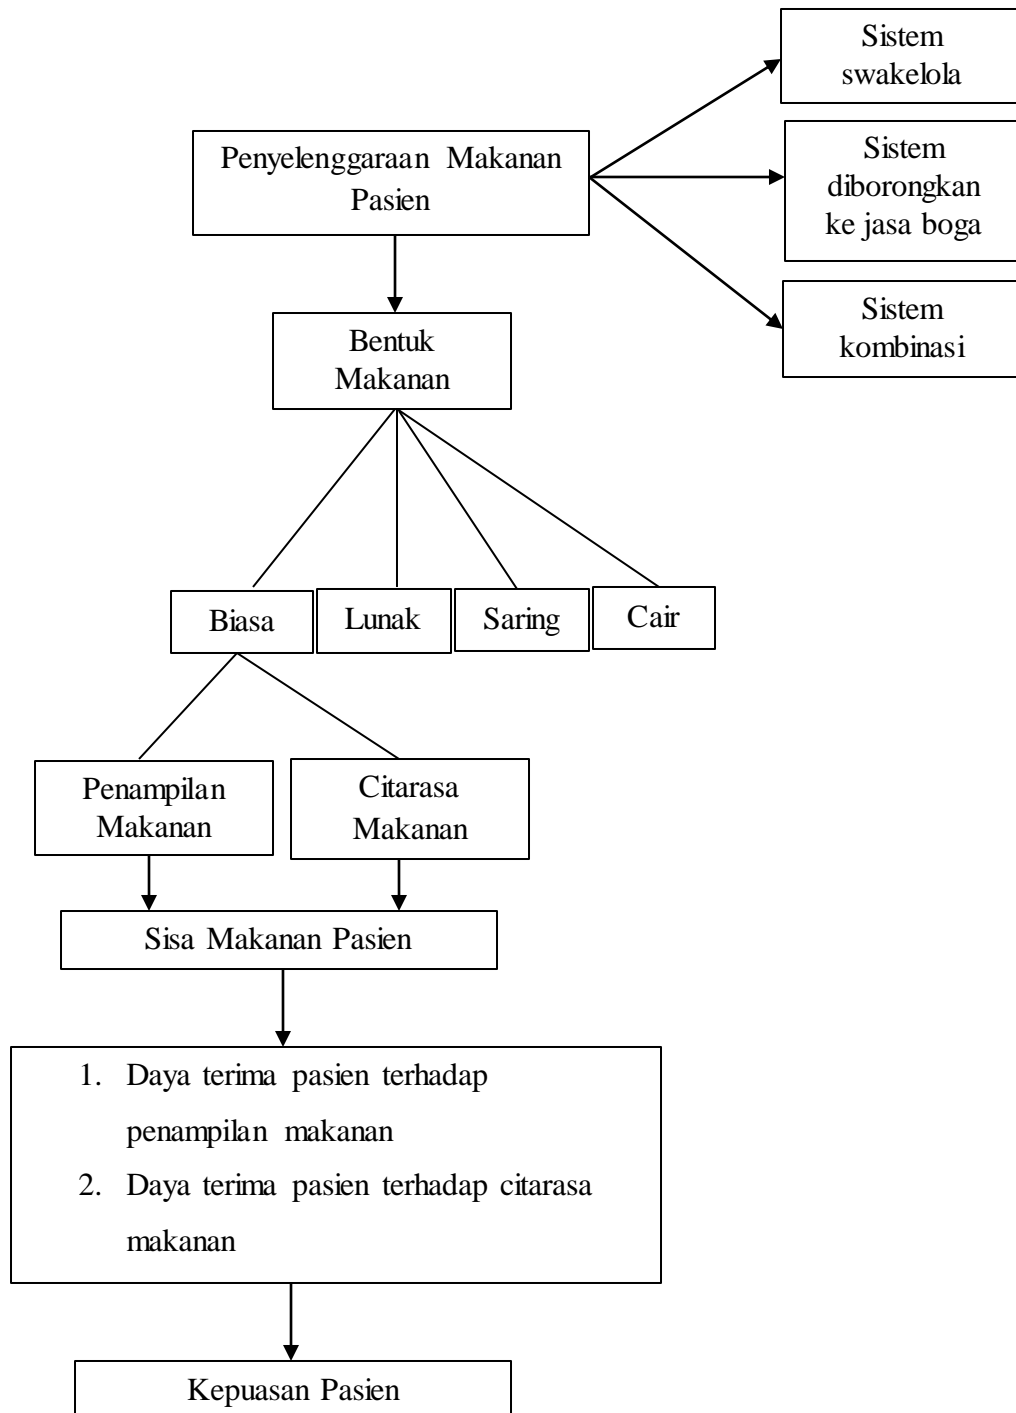 Sistem
swakelola
Penyelenggaraan Makanan
Pasien
Sistem
diborongkan
ke jasa boga
Sistem
kombinasi
Bentuk
Makanan
Biasa
Lunak
Saring
Cair
Penampilan
Makanan
Citarasa
Makanan
Sisa Makanan Pasien
1. Daya terima pasien terhadap
penampilan makanan
2. Daya terima pasien terhadap citarasa
makanan
Kepuasan Pasien